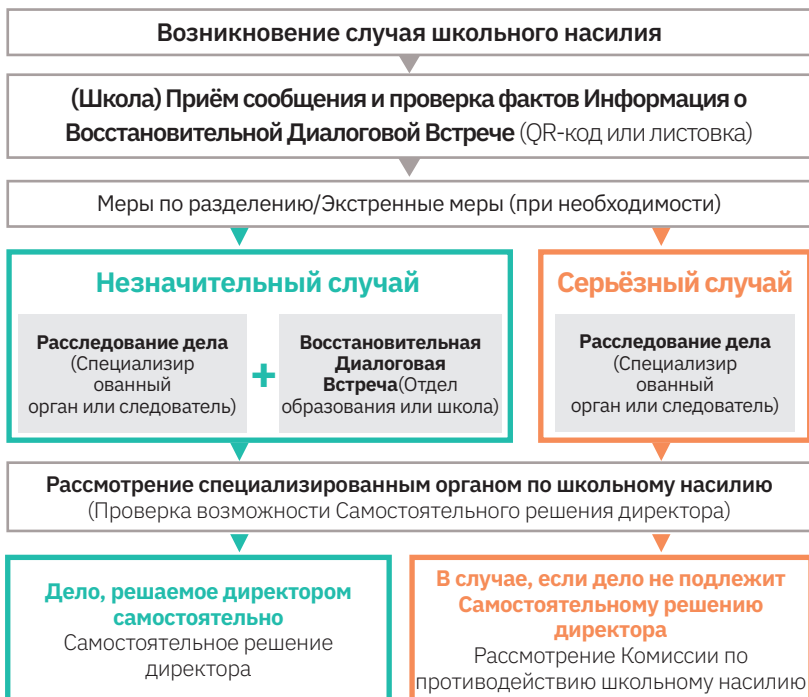 Возникновение случая школьного насилия
(Школа) Приём сообщения и проверка фактов Информация о
Восстановительной Диалоговой Встрече (QR-код или листовка)
Меры по разделению/Экстренные меры (при необходимости)
Незначительный случай
Расследование дела
(Специализир
ованный
орган или следователь)
+
Восстановительная
Диалоговая
Встреча(Отдел
образования или школа)
Серьёзный случай
Расследование дела
(Специализир
ованный
орган или следователь)
Рассмотрение специализированным органом по школьному насилию
(Проверка возможности Самостоятельного решения директора)
Дело, решаемое директором
самостоятельно
Самостоятельное решение
директора
В случае, если дело не подлежит
Самостоятельному решению
директора
Рассмотрение Комиссии по
противодействию школьному насилию